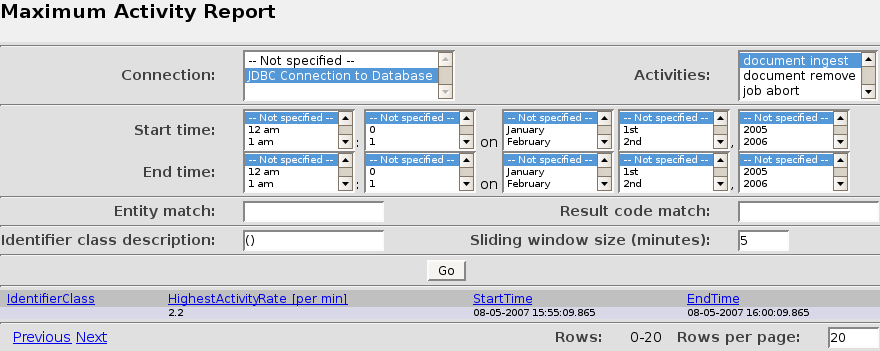 Maximum Activity Report
Connection: -- Not specified -- JDBC Connection to Database Activities: document ingest document remove job abort
Start time: -- Not specified -- 12 am 1 am : -- Not specified -- 0 1 on -- Not specified -- January February -- Not specified -- 1st 2nd , -- Not specified -- 2005 2006
End time: -- Not specified -- 12 am 1 am : -- Not specified -- 0 1 on -- Not specified -- January February -- Not specified -- 1st 2nd , -- Not specified -- 2005 2006
Entity match: Result code match:
Identifier class description: () Sliding window size (minutes): 5
Go
IdentifierClass HighestActivityRate [per min] StartTime EndTime
2.2 08-05-2007 15:55:09.865 08-05-2007 16:00:09.865
Previous Next Rows: 0-20 Rows per page: 20